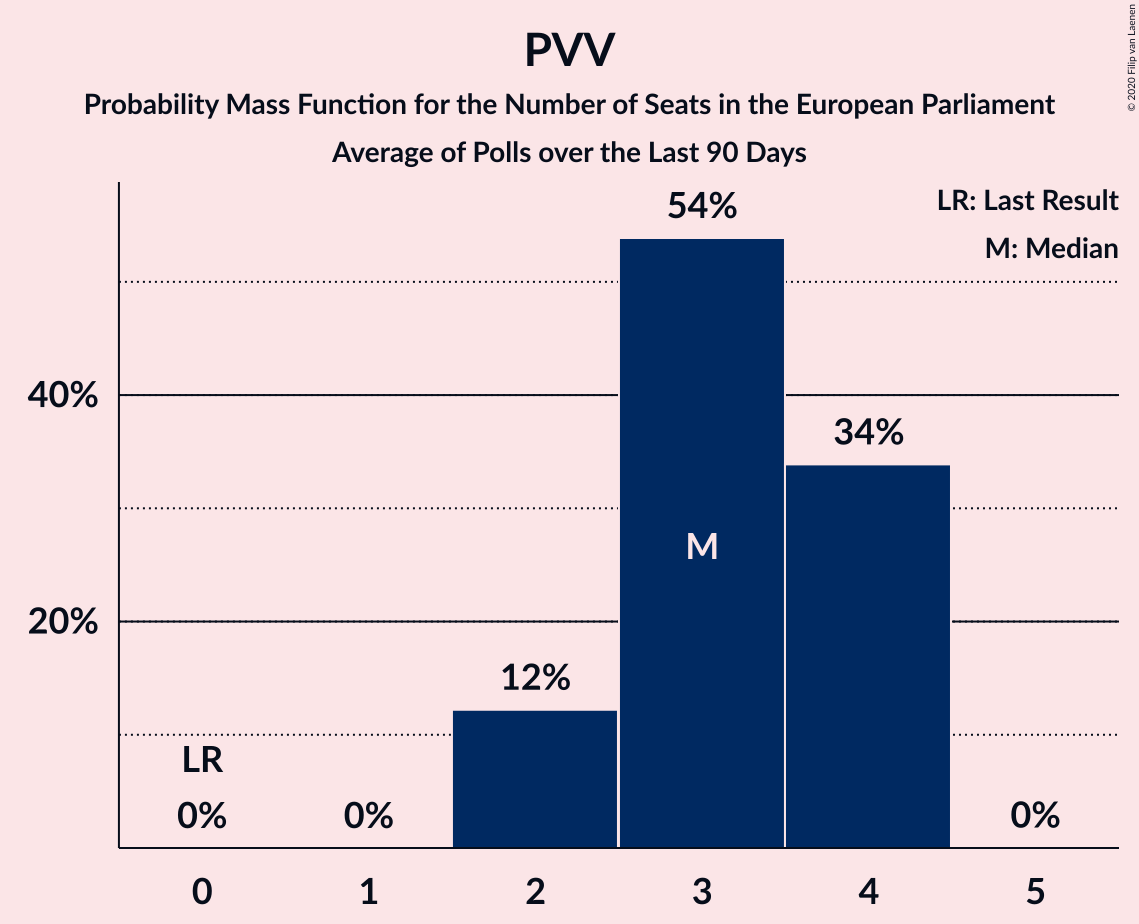 PVV
Probability Mass Function for the Number of Seats in the European Parliament
Average of Polls over the Last 90 Days
© 2020 Filip van Laenen
LR: Last Result
M: Median
54%
40%
34%
M
20%
12%
LR
0%
0%
0%
0
1
2
3
4
5